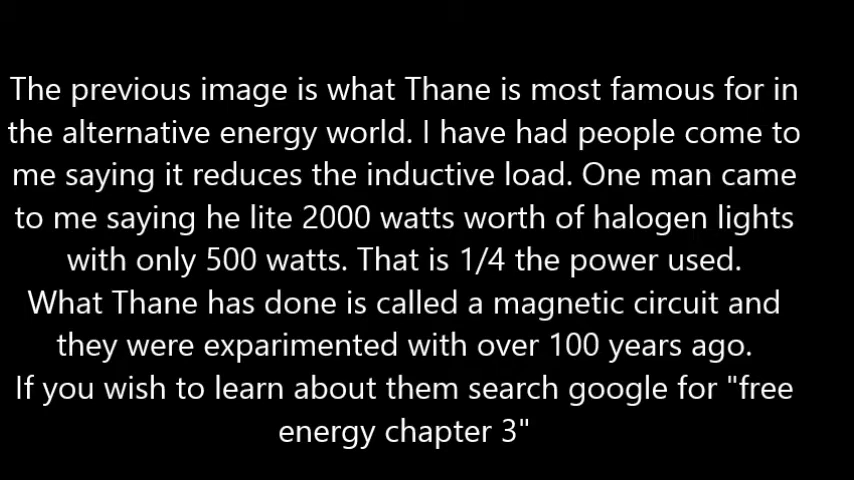 The previous image is what Thane is most famous for in
the alternative energy world. I have had people come to
me saying it reduces the inductive load. One man came
to me saying he lite 2000 watts worth of halogen lights
with only 500 watts. That is 1/4 the power used.
What Thane has done is called a magnetic circuit and
they were exparimented with over 100 years ago.
If you wish to learn about them search google for "free
energy chapter 3"